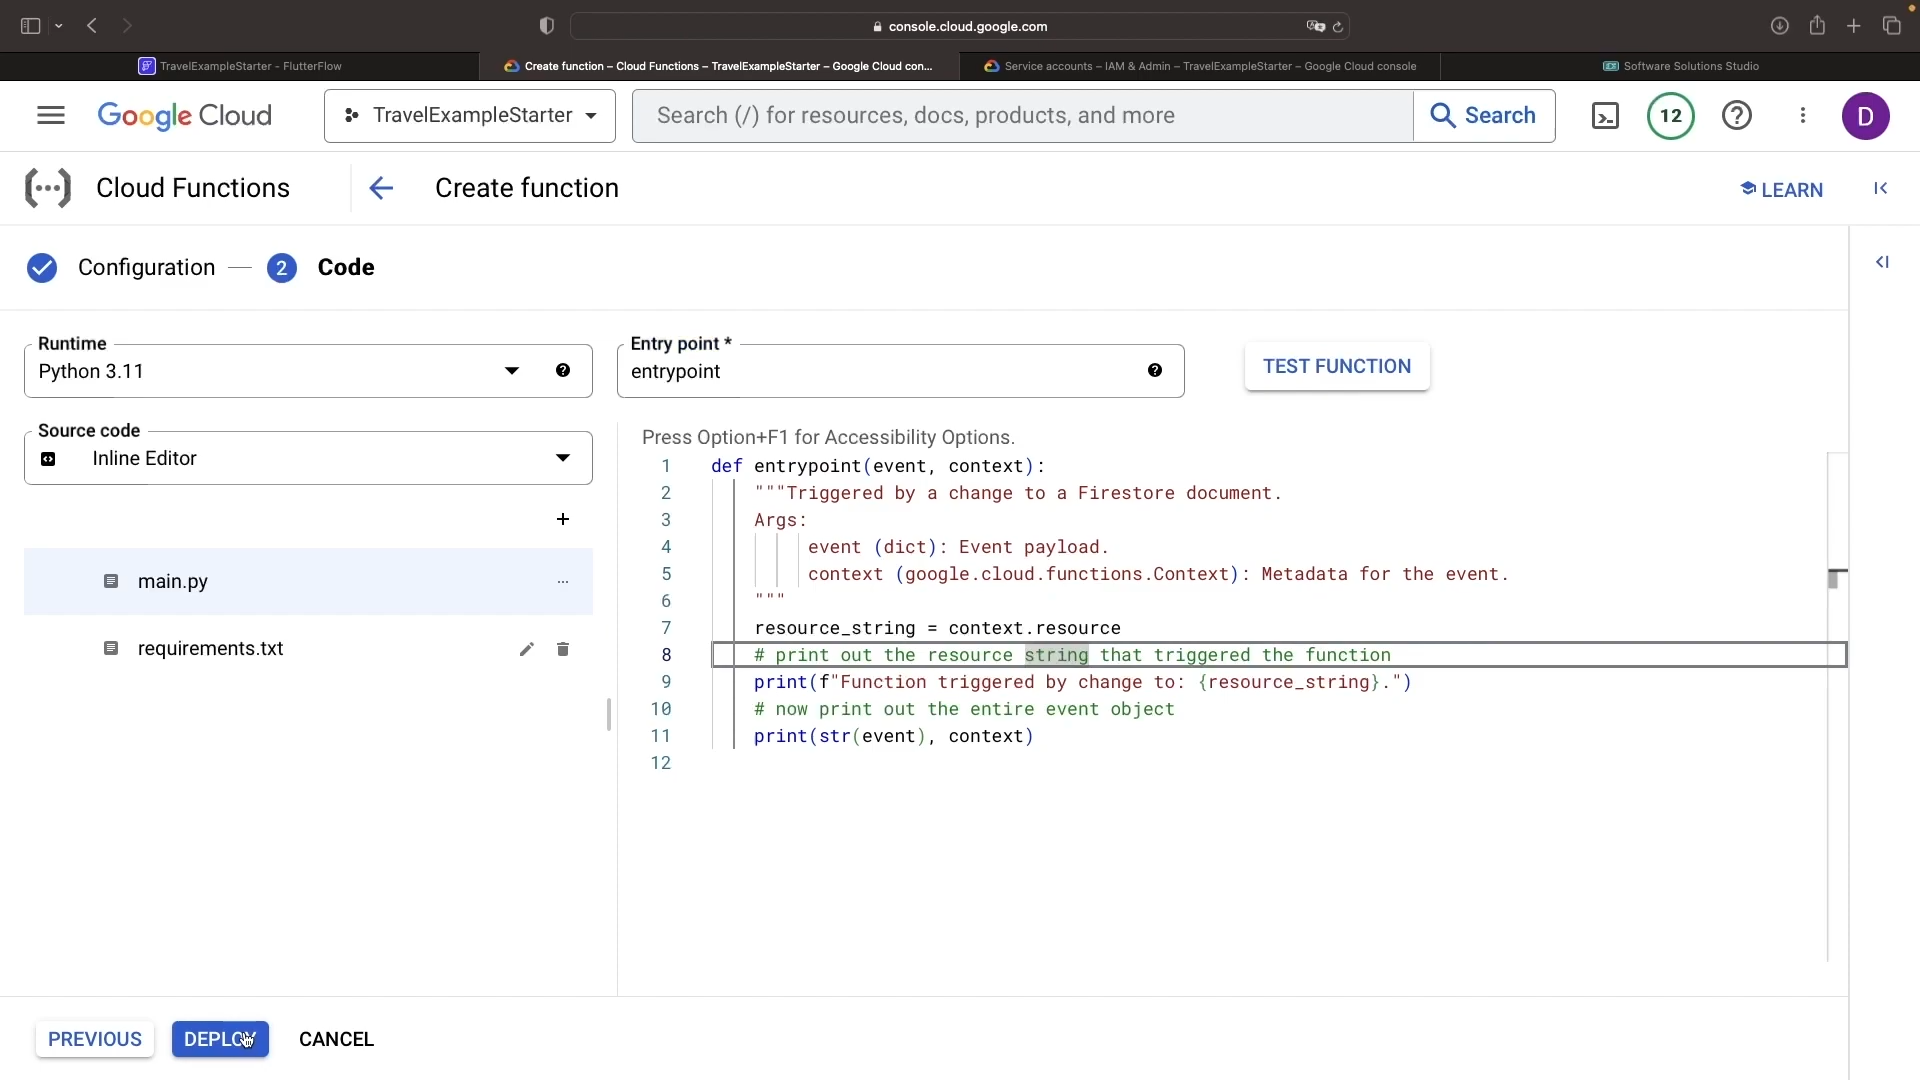 console.cloud.google.com
TravelExampleStarter - FlutterFlow
Create function – Cloud Functions – TravelExampleStarter – Google Cloud con...
Service accounts – IAM & Admin – TravelExampleStarter – Google Cloud console
Software Solutions Studio
Google Cloud
TravelExampleStarter
Search (/) for resources, docs, products, and more
Search
12
D
Cloud Functions
Create function
LEARN
Configuration
2
Code
Runtime
Python 3.11
Entry point *
entrypoint
TEST FUNCTION
Source code
Inline Editor
main.py
requirements.txt
Press Option+F1 for Accessibility Options.
1 def entrypoint(event, context):
2 """Triggered by a change to a Firestore document.
3 Args:
4 event (dict): Event payload.
5 context (google.cloud.functions.Context): Metadata for the event.
6 """
7 resource_string = context.resource
8 # print out the resource string that triggered the function
9 print(f"Function triggered by change to: {resource_string}.")
10 # now print out the entire event object
11 print(str(event), context)
12
PREVIOUS
DEPLOY
CANCEL